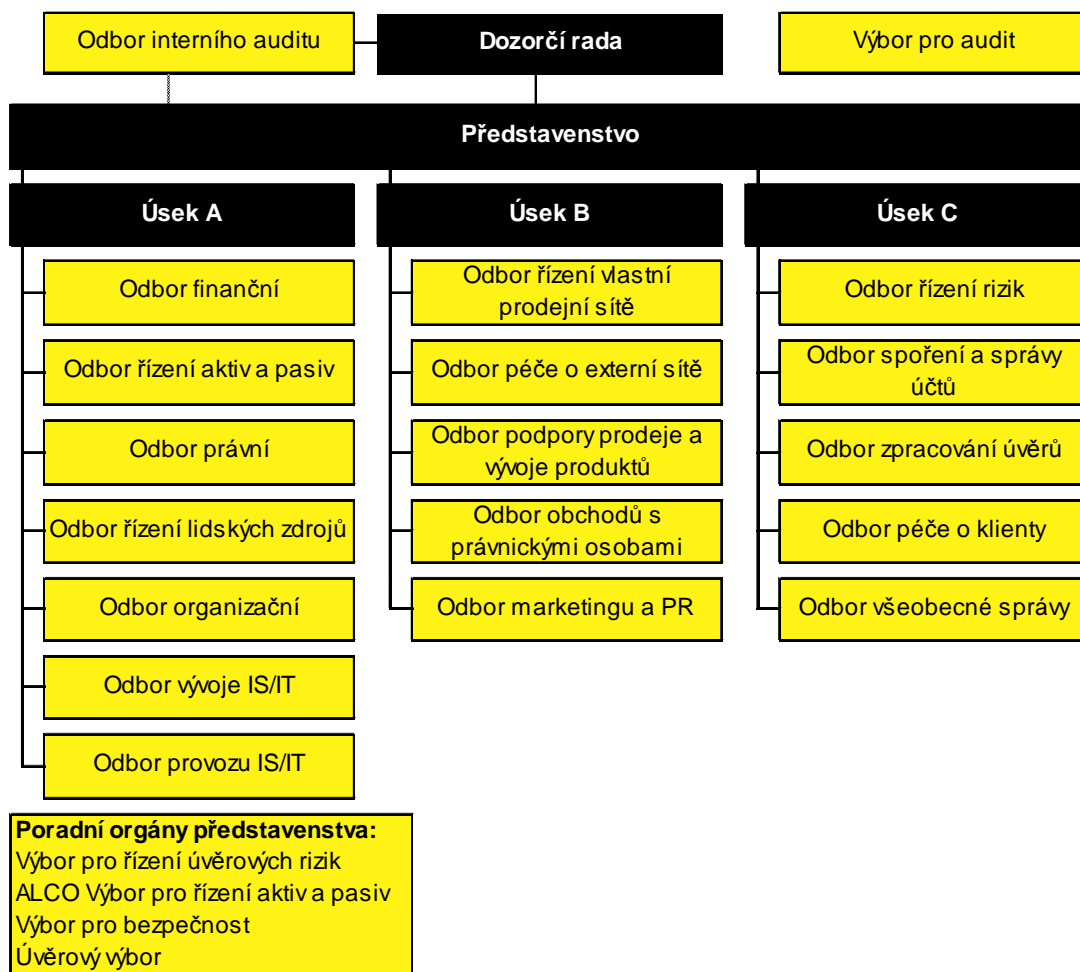 Odbor interního auditu
Dozorčí rada
Výbor pro audit
Představenstvo
Úsek A
Úsek B
Úsek C
Odbor finanční
Odbor řízení aktiv a pasiv
Odbor právní
Odbor řízení lidských zdrojů
Odbor organizační
Odbor vývoje IS/IT
Odbor provozu IS/IT
Odbor řízení vlastní
prodejní sítě
Odbor péče o externí sítě
Odbor podpory prodeje a
vývoje produktů
Odbor obchodů s
právnickými osobami
Odbor marketingu a PR
Odbor řízení rizik
Odbor spoření a správy
účtů
Odbor zpracování úvěrů
Odbor péče o klienty
Odbor všeobecné správy
Poradní orgány představenstva:
Výbor pro řízení úvěrových rizik
ALCO Výbor pro řízení aktiv a pasiv
Výbor pro bezpečnost
Úvěrový výbor